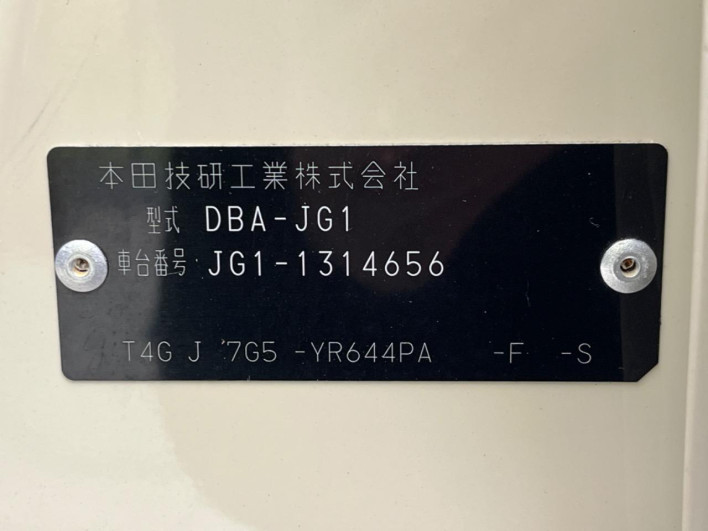 本田技研工業株式会社
型式 DBA-JG1
車台番号 JG1-1314656
T4G J 7G5 -YR644PA -F -S